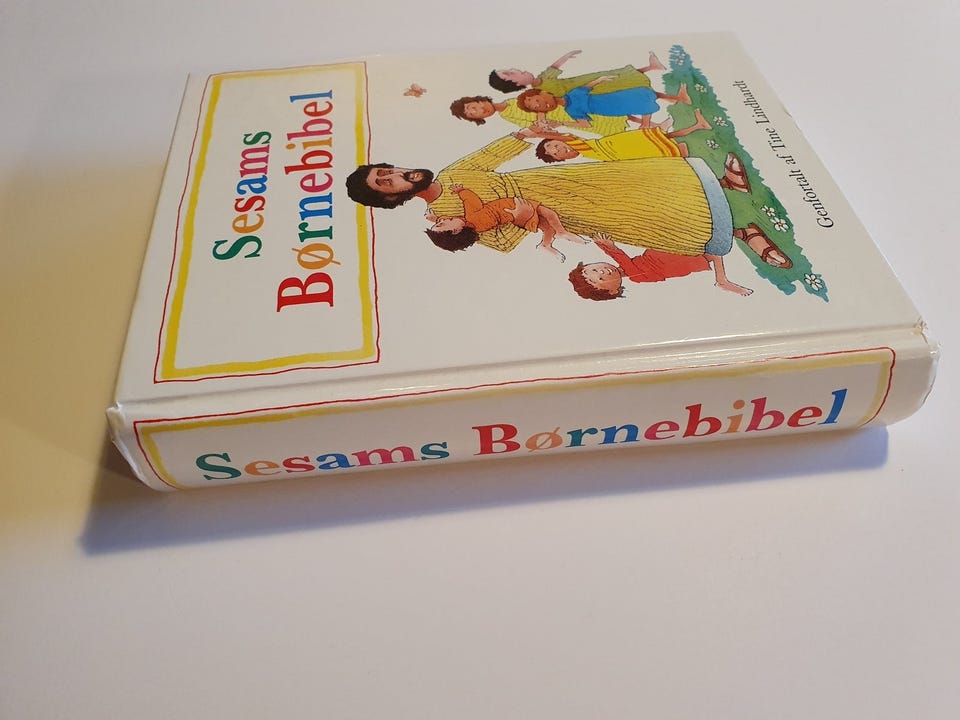 Sesams
Børnebibel
Genfortalt af Tine Lindhardt
Sesams Børnebibel